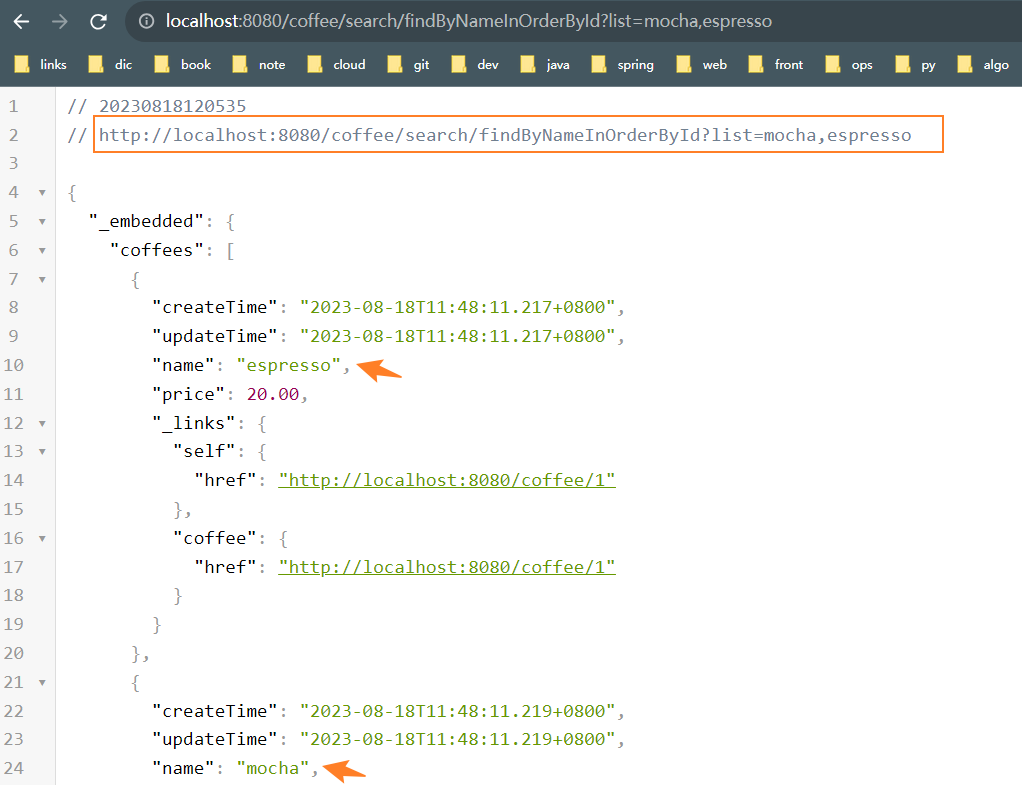 localhost:8080/coffee/search/findByNameInOrderById?list=mocha,espresso
links dic book note cloud git dev java spring web front ops py algo
1 // 20230818120535
2 // http://localhost:8080/coffee/search/findByNameInOrderById?list=mocha,espresso
3
4 {
5 "_embedded": {
6 "coffees": [
7 {
8 "createTime": "2023-08-18T11:48:11.217+0800",
9 "updateTime": "2023-08-18T11:48:11.217+0800",
10 "name": "espresso",
11 "price": 20.00,
12 "_links": {
13 "self": {
14 "href": "http://localhost:8080/coffee/1"
15 },
16 "coffee": {
17 "href": "http://localhost:8080/coffee/1"
18 }
19 }
20 },
21 {
22 "createTime": "2023-08-18T11:48:11.219+0800",
23 "updateTime": "2023-08-18T11:48:11.219+0800",
24 "name": "mocha",